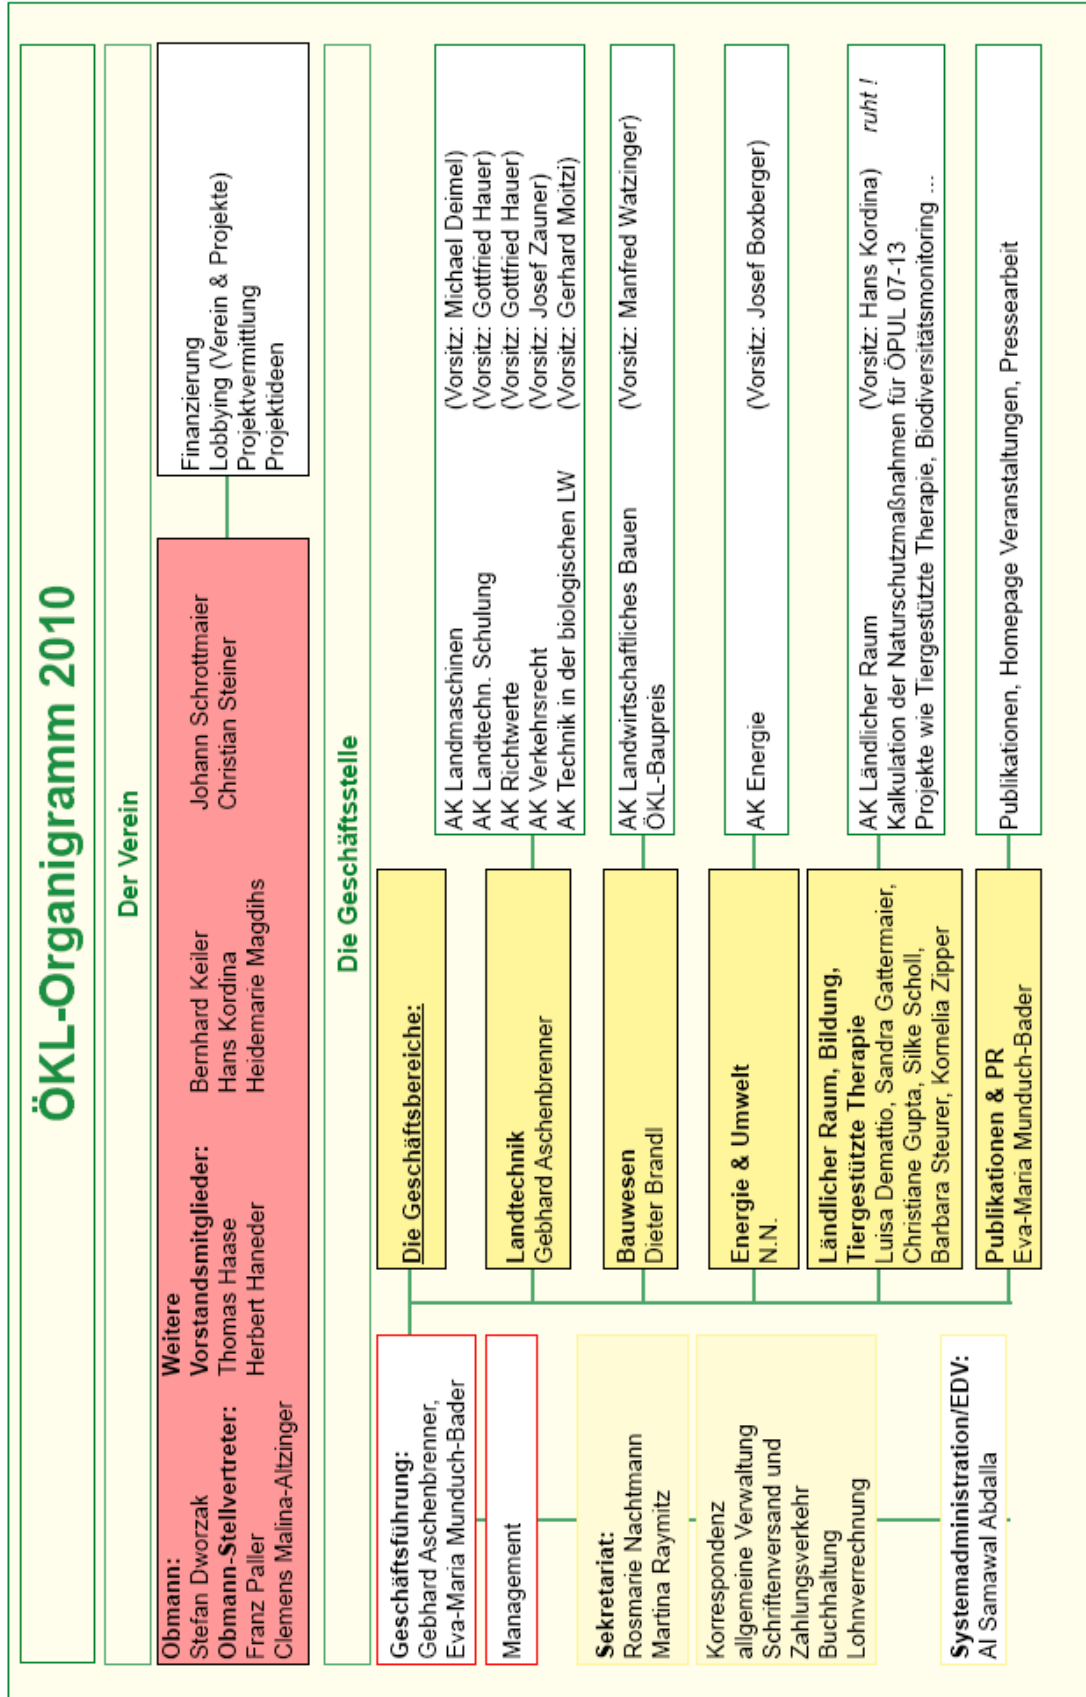 ÖKL-Organigramm 2010
Der Verein
Obmann:
Stefan Dworzak
Obmann-Stellvertreter:
Franz Paller
Clemens Malina-Altzinger
Weitere
Vorstandsmitglieder:
Thomas Haase
Herbert Haneder
Bernhard Keiler
Hans Kordina
Heidemarie Magdihs
Johann Schrottmaier
Christian Steiner
Finanzierung
Lobbying (Verein & Projekte)
Projektvermittlung
Projektideen
Die Geschäftsstelle
Geschäftsführung:
Gebhard Aschenbrenner,
Eva-Maria Munduch-Bader
Management
Sekretariat:
Rosmarie Nachtmann
Martina Raymitz
Korrespondenz
allgemeine Verwaltung
Schriftenversand und
Zahlungsverkehr
Buchhaltung
Lohnverrechnung
Systemadministration/EDV:
Al Samawal Abdalla
Die Geschäftsbereiche:
Landtechnik
Gebhard Aschenbrenner
AK Landmaschinen (Vorsitz: Michael Deimel)
AK Landtechn. Schulung (Vorsitz: Gottfried Hauer)
AK Richtwerte (Vorsitz: Gottfried Hauer)
AK Verkehrsrecht (Vorsitz: Josef Zauner)
AK Technik in der biologischen LW (Vorsitz: Gerhard Moitzi)
Bauwesen
Dieter Brandl
AK Landwirtschaftliches Bauen (Vorsitz: Manfred Watzinger)
ÖKL-Baupreis
Energie & Umwelt
N.N.
AK Energie (Vorsitz: Josef Boxberger)
Ländlicher Raum, Bildung,
Tiergestützte Therapie
Luisa Demattio, Sandra Gattermaier,
Christiane Gupta, Silke Scholl,
Barbara Steurer, Kornelia Zipper
AK Ländlicher Raum (Vorsitz: Hans Kordina) ruht !
Kalkulation der Naturschutzmaßnahmen für ÖPUL 07-13
Projekte wie Tiergestützte Therapie, Biodiversitätsmonitoring ...
Publikationen & PR
Eva-Maria Munduch-Bader
Publikationen, Homepage Veranstaltungen, Pressearbeit